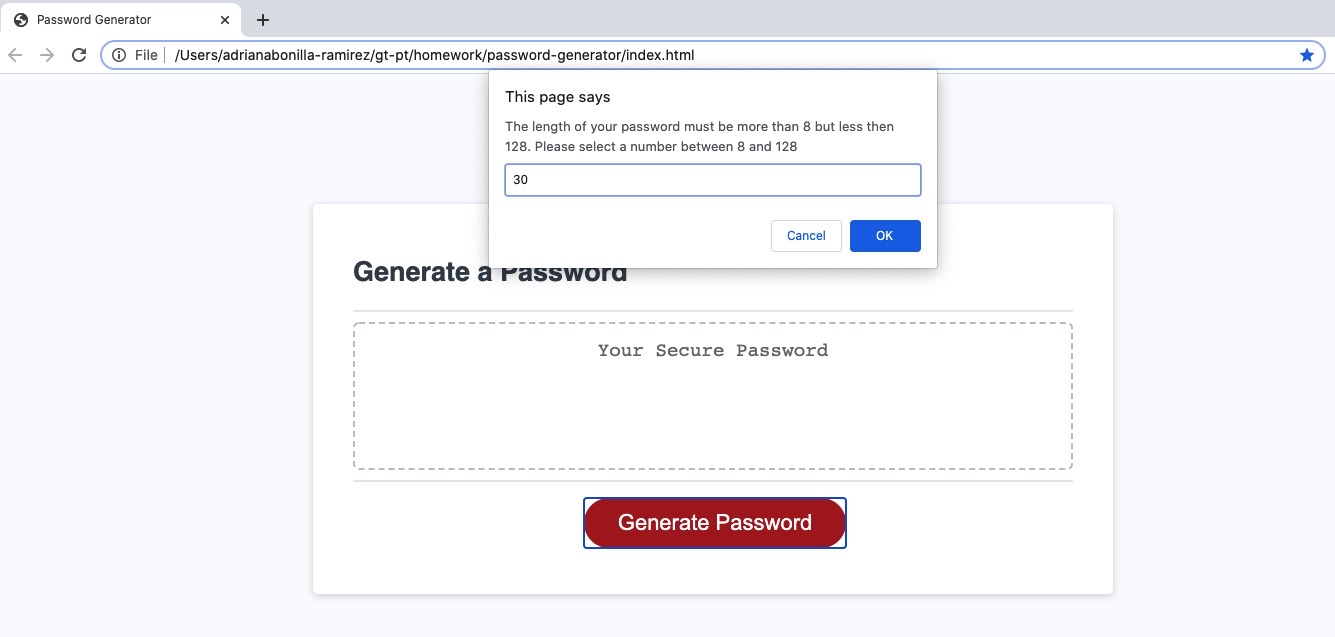 Password Generator
File /Users/adrianabonilla-ramirez/gt-pt/homework/password-generator/index.html
This page says
The length of your password must be more than 8 but less then
128. Please select a number between 8 and 128
30
Cancel OK
Generate a Password
Your Secure Password
Generate Password